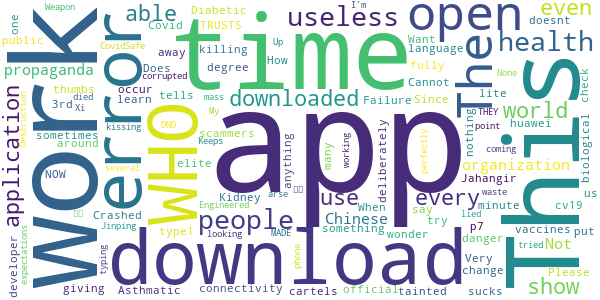 Weapon
I'm
one
public
Covid
Diabetic
TRUSTS
able
useless
open
even
CovidSafe
Does
away
killing
Up
Want
language
doesnt
health
propaganda
thumbs
error
corrupted
How
degree
fully
Cannot
The
3rd
died
Xi
occur
learn
tells
time
downloaded
Failure
Since
lite
world
check
application
sometimes
NOW
around
kissing
WHO
DND
My
mass
scammers
Keeps
many
working
point
THEY
None
huawei
coming
biological
work
destruction
several
elite
anything
app
deliberately
perfectly
nothing
organization
This
Crashed
Kidney
use
every
Jahangir
us
developer
expectations
Jinping
type1
people
Engineered
arse
Chinese
When
say
try
lied
waste
minute
cv19
typing
looking
MADE
something
wonder
p7
danger
vaccines
put
giving
Asthmatic
download
phone
official
tainted
Very
change
tried
Not
Please
connectivity
cartels
sucks
show